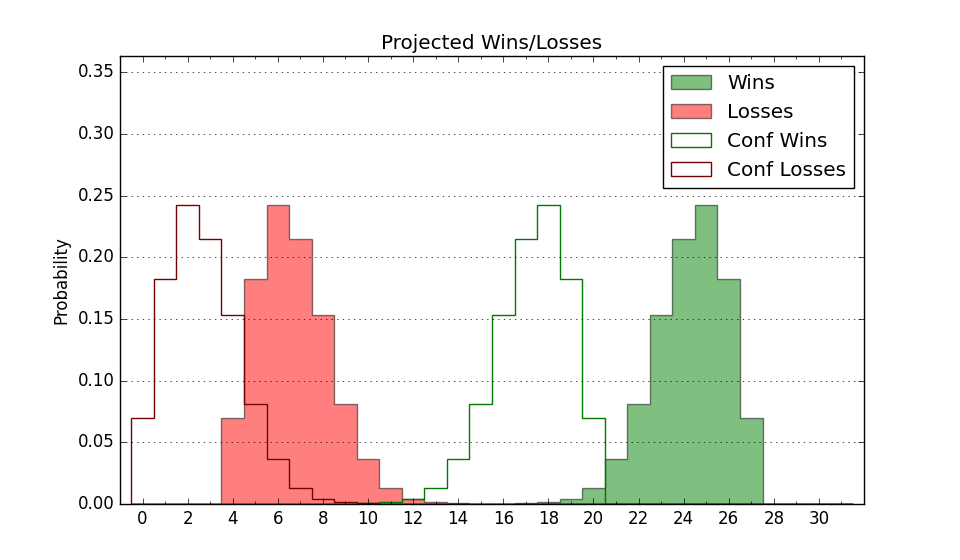 Projected Wins/Losses
0.35
0.30
0.25
0.20
0.15
0.10
0.05
0.00
Probability
Wins
Losses
Conf Wins
Conf Losses
0 2 4 6 8 10 12 14 16 18 20 22 24 26 28 30